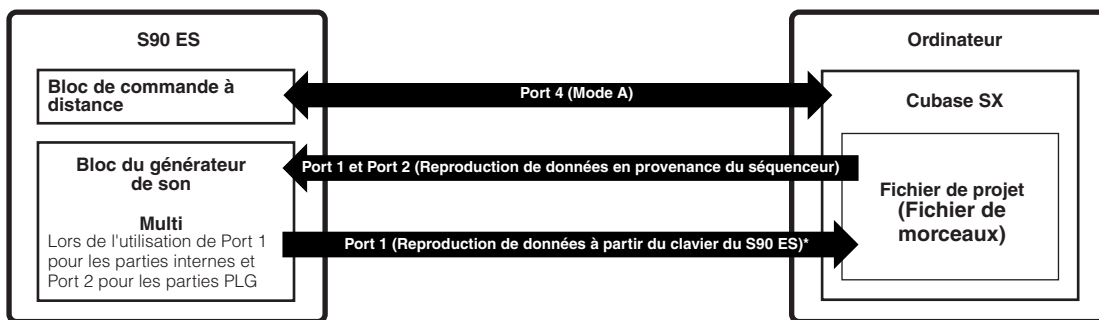 S90 ES
Bloc de commande à
distance
Bloc du générateur
de son
Multi
Lors de l'utilisation de Port 1
pour les parties internes et
Port 2 pour les parties PLG
Port 4 (Mode A)
Port 1 et Port 2 (Reproduction de données en provenance du séquenceur)
Port 1 (Reproduction de données à partir du clavier du S90 ES)*
Ordinateur
Cubase SX
Fichier de projet
(Fichier de
morceaux)